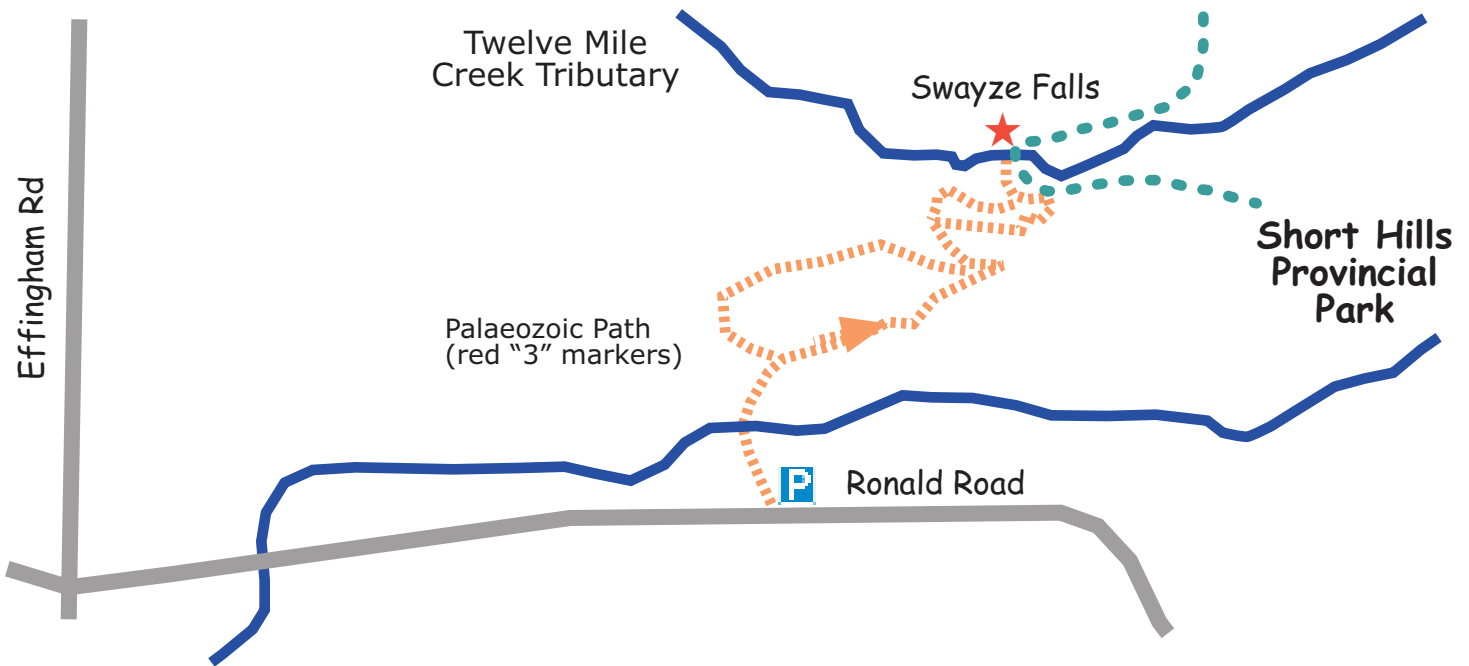 Twelve Mile
Creek Tributary
Swayze Falls
Effingham Rd
Short Hills
Provincial
Park
Palaeozoic Path
(red “3” markers)
P
Ronald Road